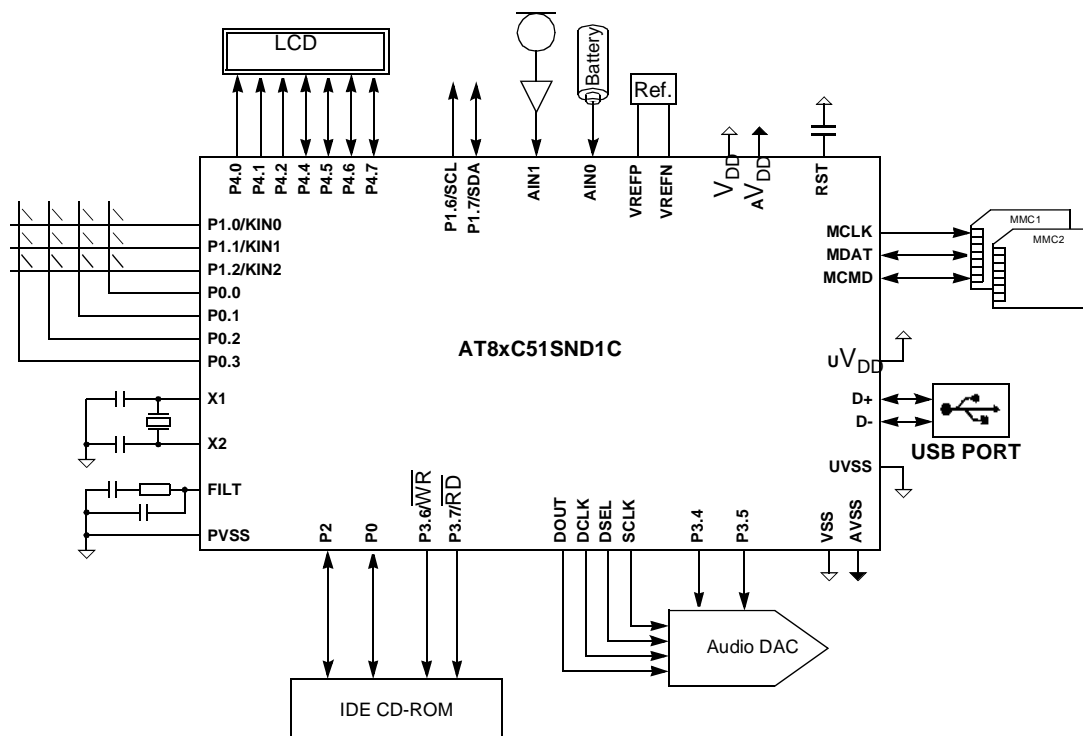 LCD
Battery
Ref.
P4.0
P4.1
P4.2
P4.4
P4.5
P4.6
P4.7
P1.6/SCL
P1.7/SDA
AIN1
AIN0
VREFP
VREFN
VDD
AVDD
RST
P1.0/KIN0
P1.1/KIN1
P1.2/KIN2
P0.0
P0.1
P0.2
P0.3
X1
X2
FILT
PVSS
AT8xC51SND1C
MCLK
MDAT
MCMD
MMC1
MMC2
UVDD
D+
D-
USB PORT
UVSS
P2
P0
P3.6/WR
P3.7/RD
DOUT
DCLK
DSEL
SCLK
P3.4
P3.5
VSS
AVSS
Audio DAC
IDE CD-ROM